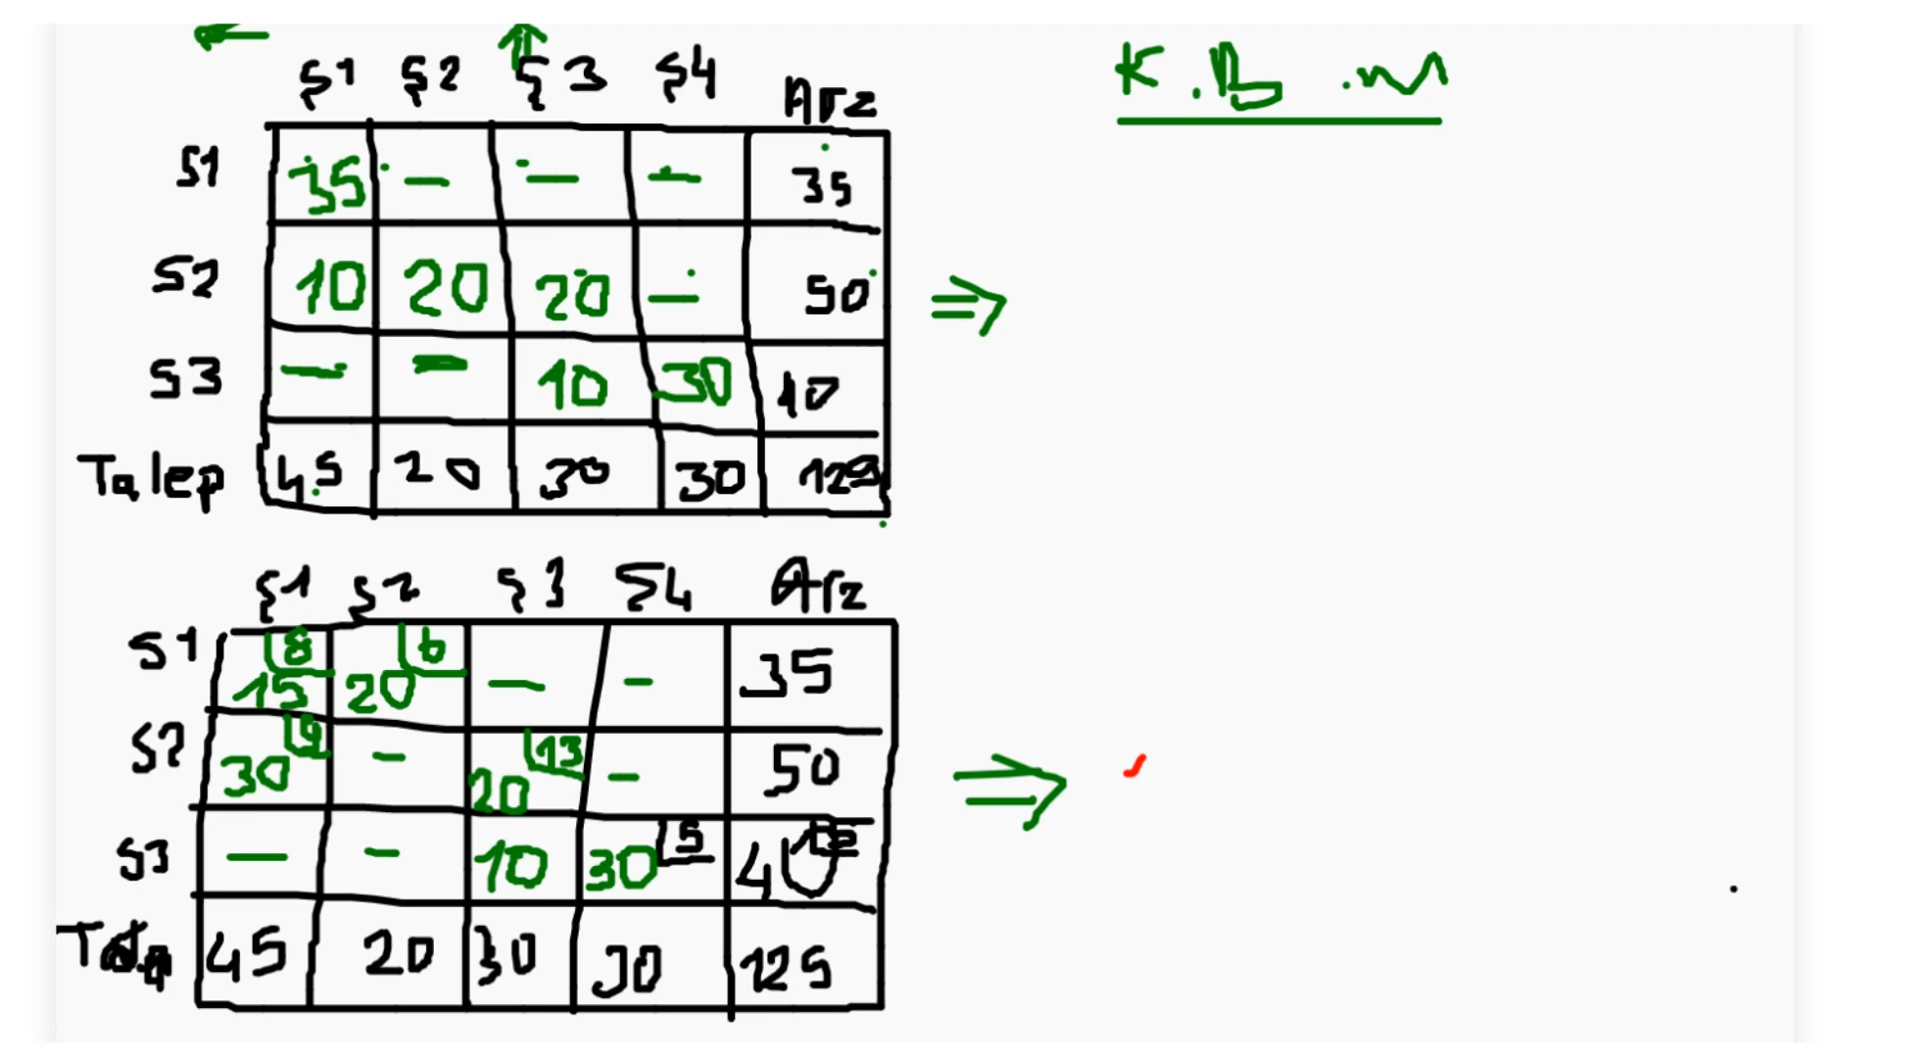 Ş1 Ş2 Ş3 Ş4 Arz
K.B.M
S1 35 — — — 35
S2 10 20 20 — 50
S3 — — 10 30 40
Talep 45 20 30 30 125
Ş1 Ş2 Ş3 Ş4 Arz
S1 8 15 6 20 — — 35
S2 9 30 — 13 20 — 50
S3 — — 10 30 5 40
45 20 30 30 125